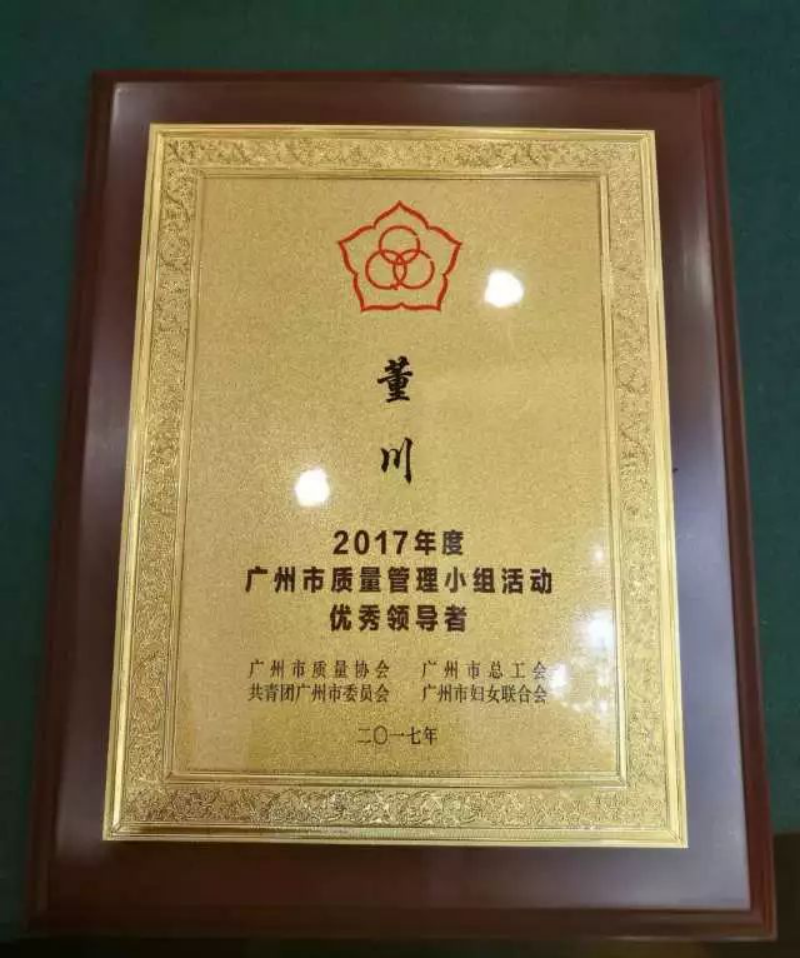 董
川
2017年度
广州市质量管理小组活动
优秀领导者
广州市质量协会 广州市总工会
共青团广州市委员会 广州市妇女联合会
二〇一七年